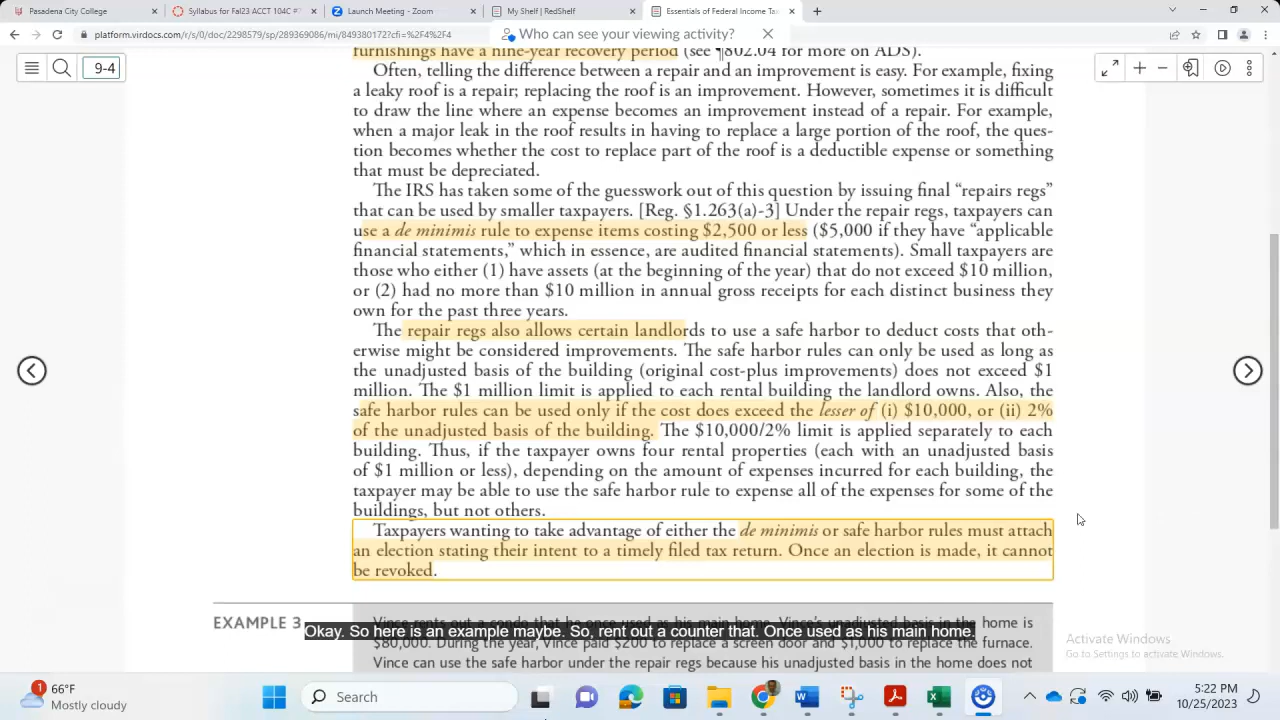 Pasadena City College
Syllabus for Fal23 ACCT 104C
Launch Meeting - Zoom
My Shelf | RedShelf
Essentials of Federal Income Ta
platform.virdocs.com/r/s/0/doc/2298579/sp/289369086/mi/849380172?cfi=%2F4%2F4
Who can see your viewing activity?
9-4
furnishings have a nine-year recovery period (see ¶802.04 for more on ADS).
Often, telling the difference between a repair and an improvement is easy. For example, fixing
a leaky roof is a repair; replacing the roof is an improvement. However, sometimes it is difficult
to draw the line where an expense becomes an improvement instead of a repair. For example,
when a major leak in the roof results in having to replace a large portion of the roof, the ques-
tion becomes whether the cost to replace part of the roof is a deductible expense or something
that must be depreciated.
The IRS has taken some of the guesswork out of this question by issuing final “repairs regs”
that can be used by smaller taxpayers. [Reg. §1.263(a)-3] Under the repair regs, taxpayers can
use a de minimis rule to expense items costing $2,500 or less ($5,000 if they have “applicable
financial statements,” which in essence, are audited financial statements). Small taxpayers are
those who either (1) have assets (at the beginning of the year) that do not exceed $10 million,
or (2) had no more than $10 million in annual gross receipts for each distinct business they
own for the past three years.
The repair regs also allows certain landlords to use a safe harbor to deduct costs that oth-
erwise might be considered improvements. The safe harbor rules can only be used as long as
the unadjusted basis of the building (original cost-plus improvements) does not exceed $1
million. The $1 million limit is applied to each rental building the landlord owns. Also, the
safe harbor rules can be used only if the cost does exceed the lesser of (i) $10,000, or (ii) 2%
of the unadjusted basis of the building. The $10,000/2% limit is applied separately to each
building. Thus, if the taxpayer owns four rental properties (each with an unadjusted basis
of $1 million or less), depending on the amount of expenses incurred for each building, the
taxpayer may be able to use the safe harbor rule to expense all of the expenses for some of the
buildings, but not others.
Taxpayers wanting to take advantage of either the de minimis or safe harbor rules must attach
an election stating their intent to a timely filed tax return. Once an election is made, it cannot
be revoked.
EXAMPLE 3
Vince rents out a condo that he once used as his main home. Vince's unadjusted basis in the home is
Okay. So here is an example maybe. So, rent out a counter that. Once used as his main home.
$80,000. During the year, Vince paid $200 to replace a screen door and $1,000 to replace the furnace.
Vince can use the safe harbor under the repair regs because his unadjusted basis in the home does not
Activate Windows
Go to Settings to activate Windows.
1
66°F
Mostly cloudy
Search
5:22 PM
10/25/2023